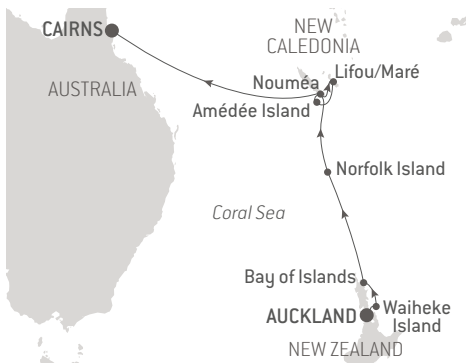 CAIRNS
NEW
CALEDONIA
Lifou/Maré
Nouméa
AUSTRALIA
Amédée Island
Norfolk Island
Coral Sea
Bay of Islands
Waiheke
Island
AUCKLAND
NEW ZEALAND